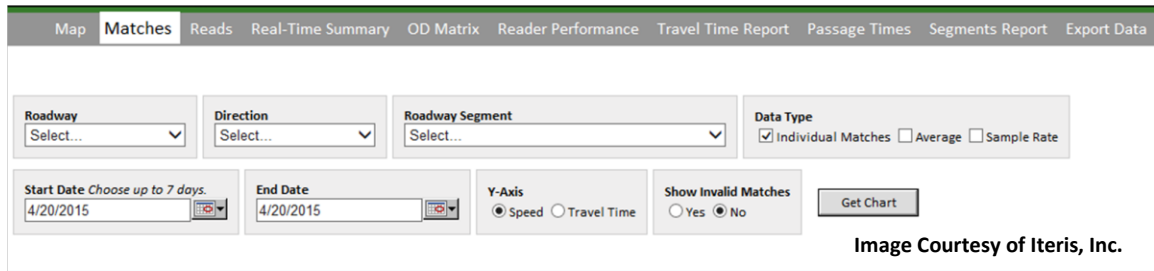 Map Matches Reads Real-Time Summary OD Matrix Reader Performance Travel Time Report Passage Times Segments Report Export Data
Roadway Direction Roadway Segment Data Type
Select... Select... Select... Individual Matches Average Sample Rate
Start Date Choose up to 7 days. End Date Y-Axis Show Invalid Matches
4/20/2015 4/20/2015 Speed Travel Time Yes No Get Chart
Image Courtesy of Iteris, Inc.